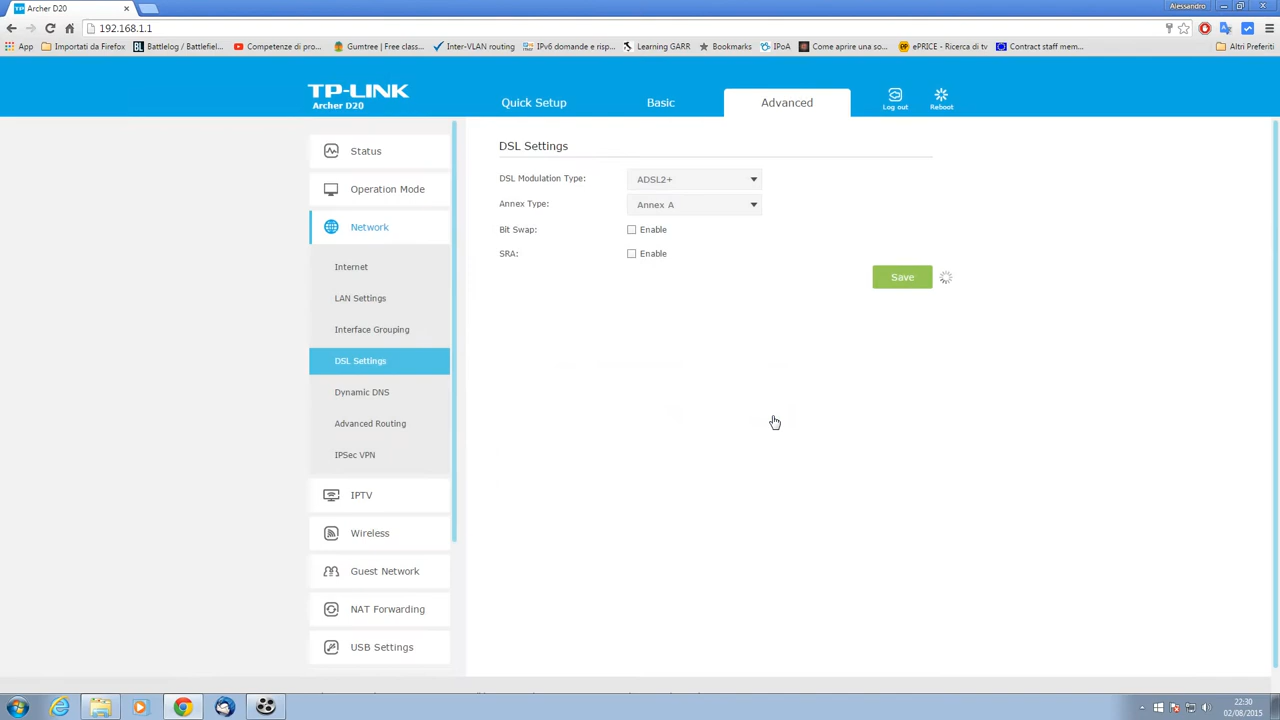 Archer D20
Alessandro
192.168.1.1
App
Importati da Firefox
Battlelog / Battlefiel...
Competenze di pro...
Gumtree | Free class...
Inter-VLAN routing
IPv6 domande e risp...
Learning GARR
Bookmarks
IPoA
Come aprire una so...
ePRICE - Ricerca di tv
Contract staff mem...
Altri Preferiti
TP-LINK
Archer D20
Quick Setup
Basic
Advanced
Log out
Reboot
Status
Operation Mode
Network
Internet
LAN Settings
Interface Grouping
DSL Settings
Dynamic DNS
Advanced Routing
IPSec VPN
IPTV
Wireless
Guest Network
NAT Forwarding
USB Settings
DSL Settings
DSL Modulation Type: ADSL2+
Annex Type: Annex A
Bit Swap: Enable
SRA: Enable
Save
22:30
02/08/2015